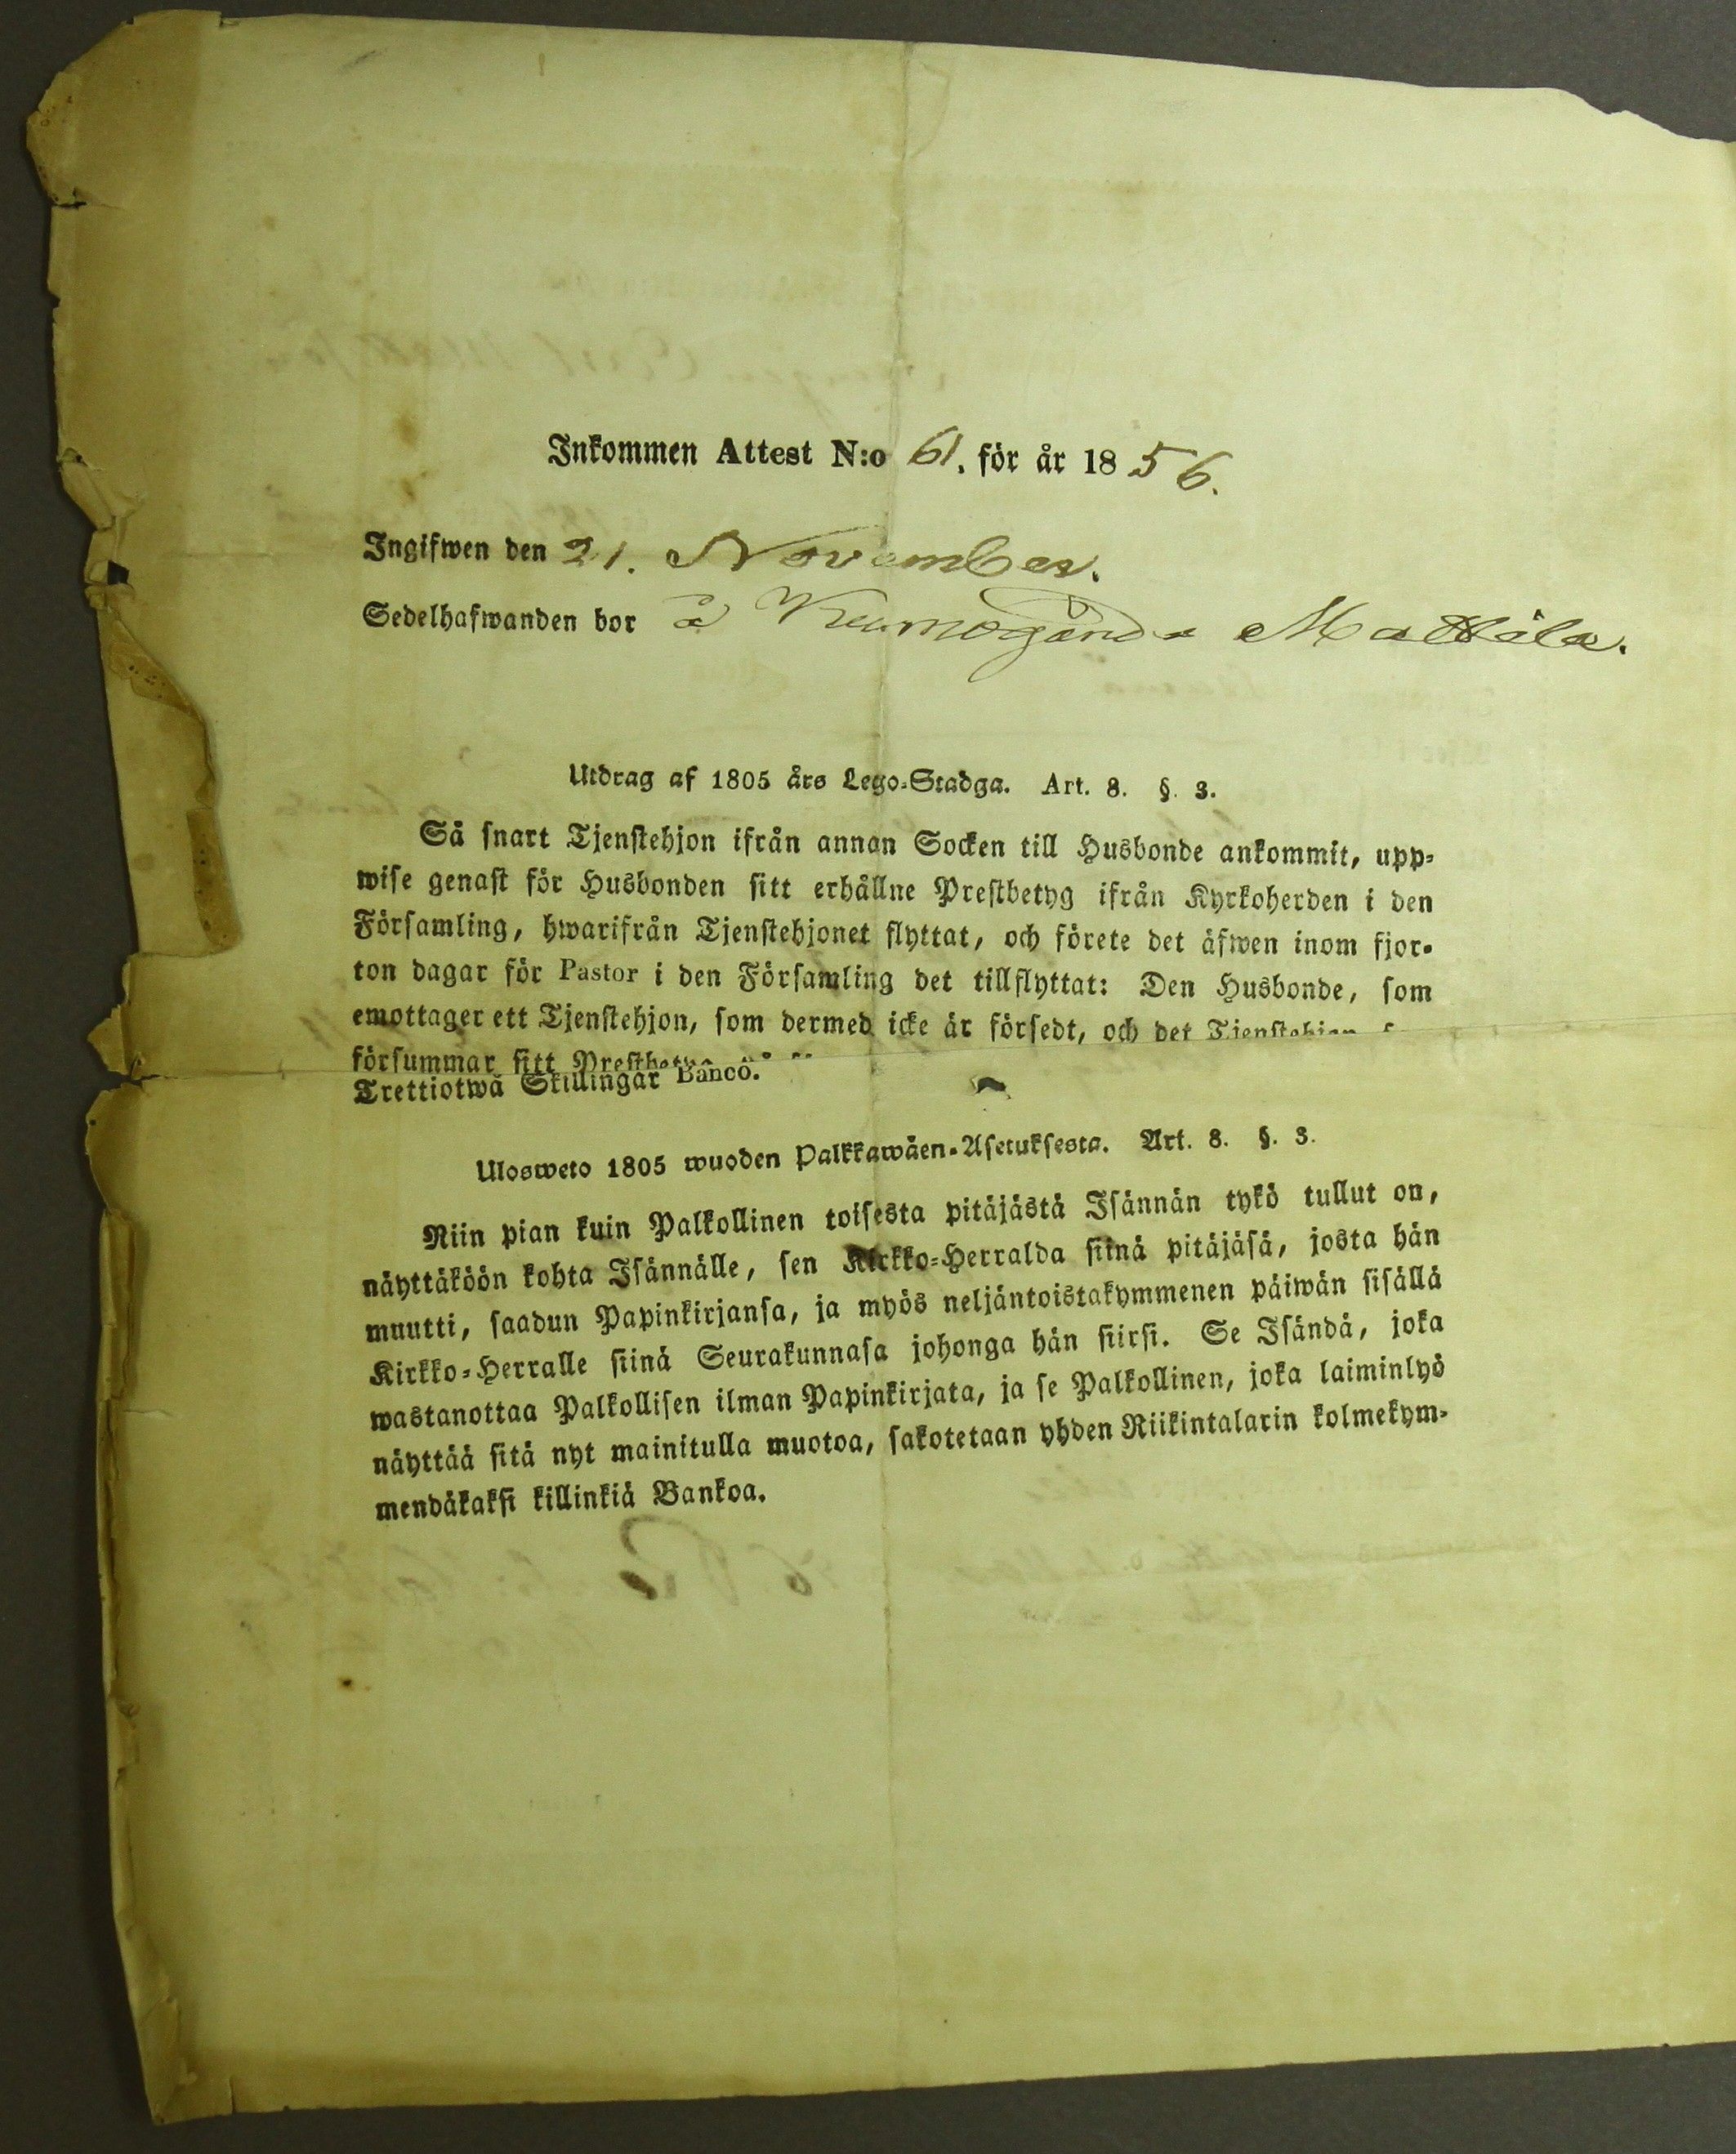 Inkommen Attest N:o 61. för år 1856.
Ingifwen den 21. November.
Sedelhafwanden bor å Mattila.
Utdrag af 1805 års Lego-Stadga. Art. 8. §. 3.
Så snart Tjenstehjon ifrån annan Socken till Husbonde ankommit, upp-
wise genast för Husbonden sitt erhållne Prestbetyg ifrån Kyrkoherden i den
Församling, hwarifrån Tjenstehjonet flyttat, och förete det äfwen inom fjor-
ton dagar för Pastor i den Församling det tillflyttat: Den Husbonde, som
emottager ett Tjenstehjon, som dermed icke är försedt, och det Tjenstehjon
försummar sitt Prestbetyg
Trettiotwå Skillingar Banco.
Ulosweto 1805 wuoden Palkkawäen-Asetuksesta. Art. 8. §. 3.
Niin pian kuin Palkollinen toisesta pitäjästä Isännän tykö tullut on,
näyttäköön kohta Isännälle, sen Kirkko-Herralda siinä pitäjäsä, josta hän
muutti, saadun Papinkirjansa, ja myös neljäntoistakymmenen päiwän sisällä
Kirkko-Herralle siinä Seurakunnasa johonga hän siirsi. Se Isändä, joka
wastanottaa Palkollisen ilman Papinkirjata, ja se Palkollinen, joka laiminlyö
näyttää sitä nyt mainitulla muotoa, sakotetaan yhden Riikintalarin kolmekym-
mendäkaksi killinkiä Bankoa.